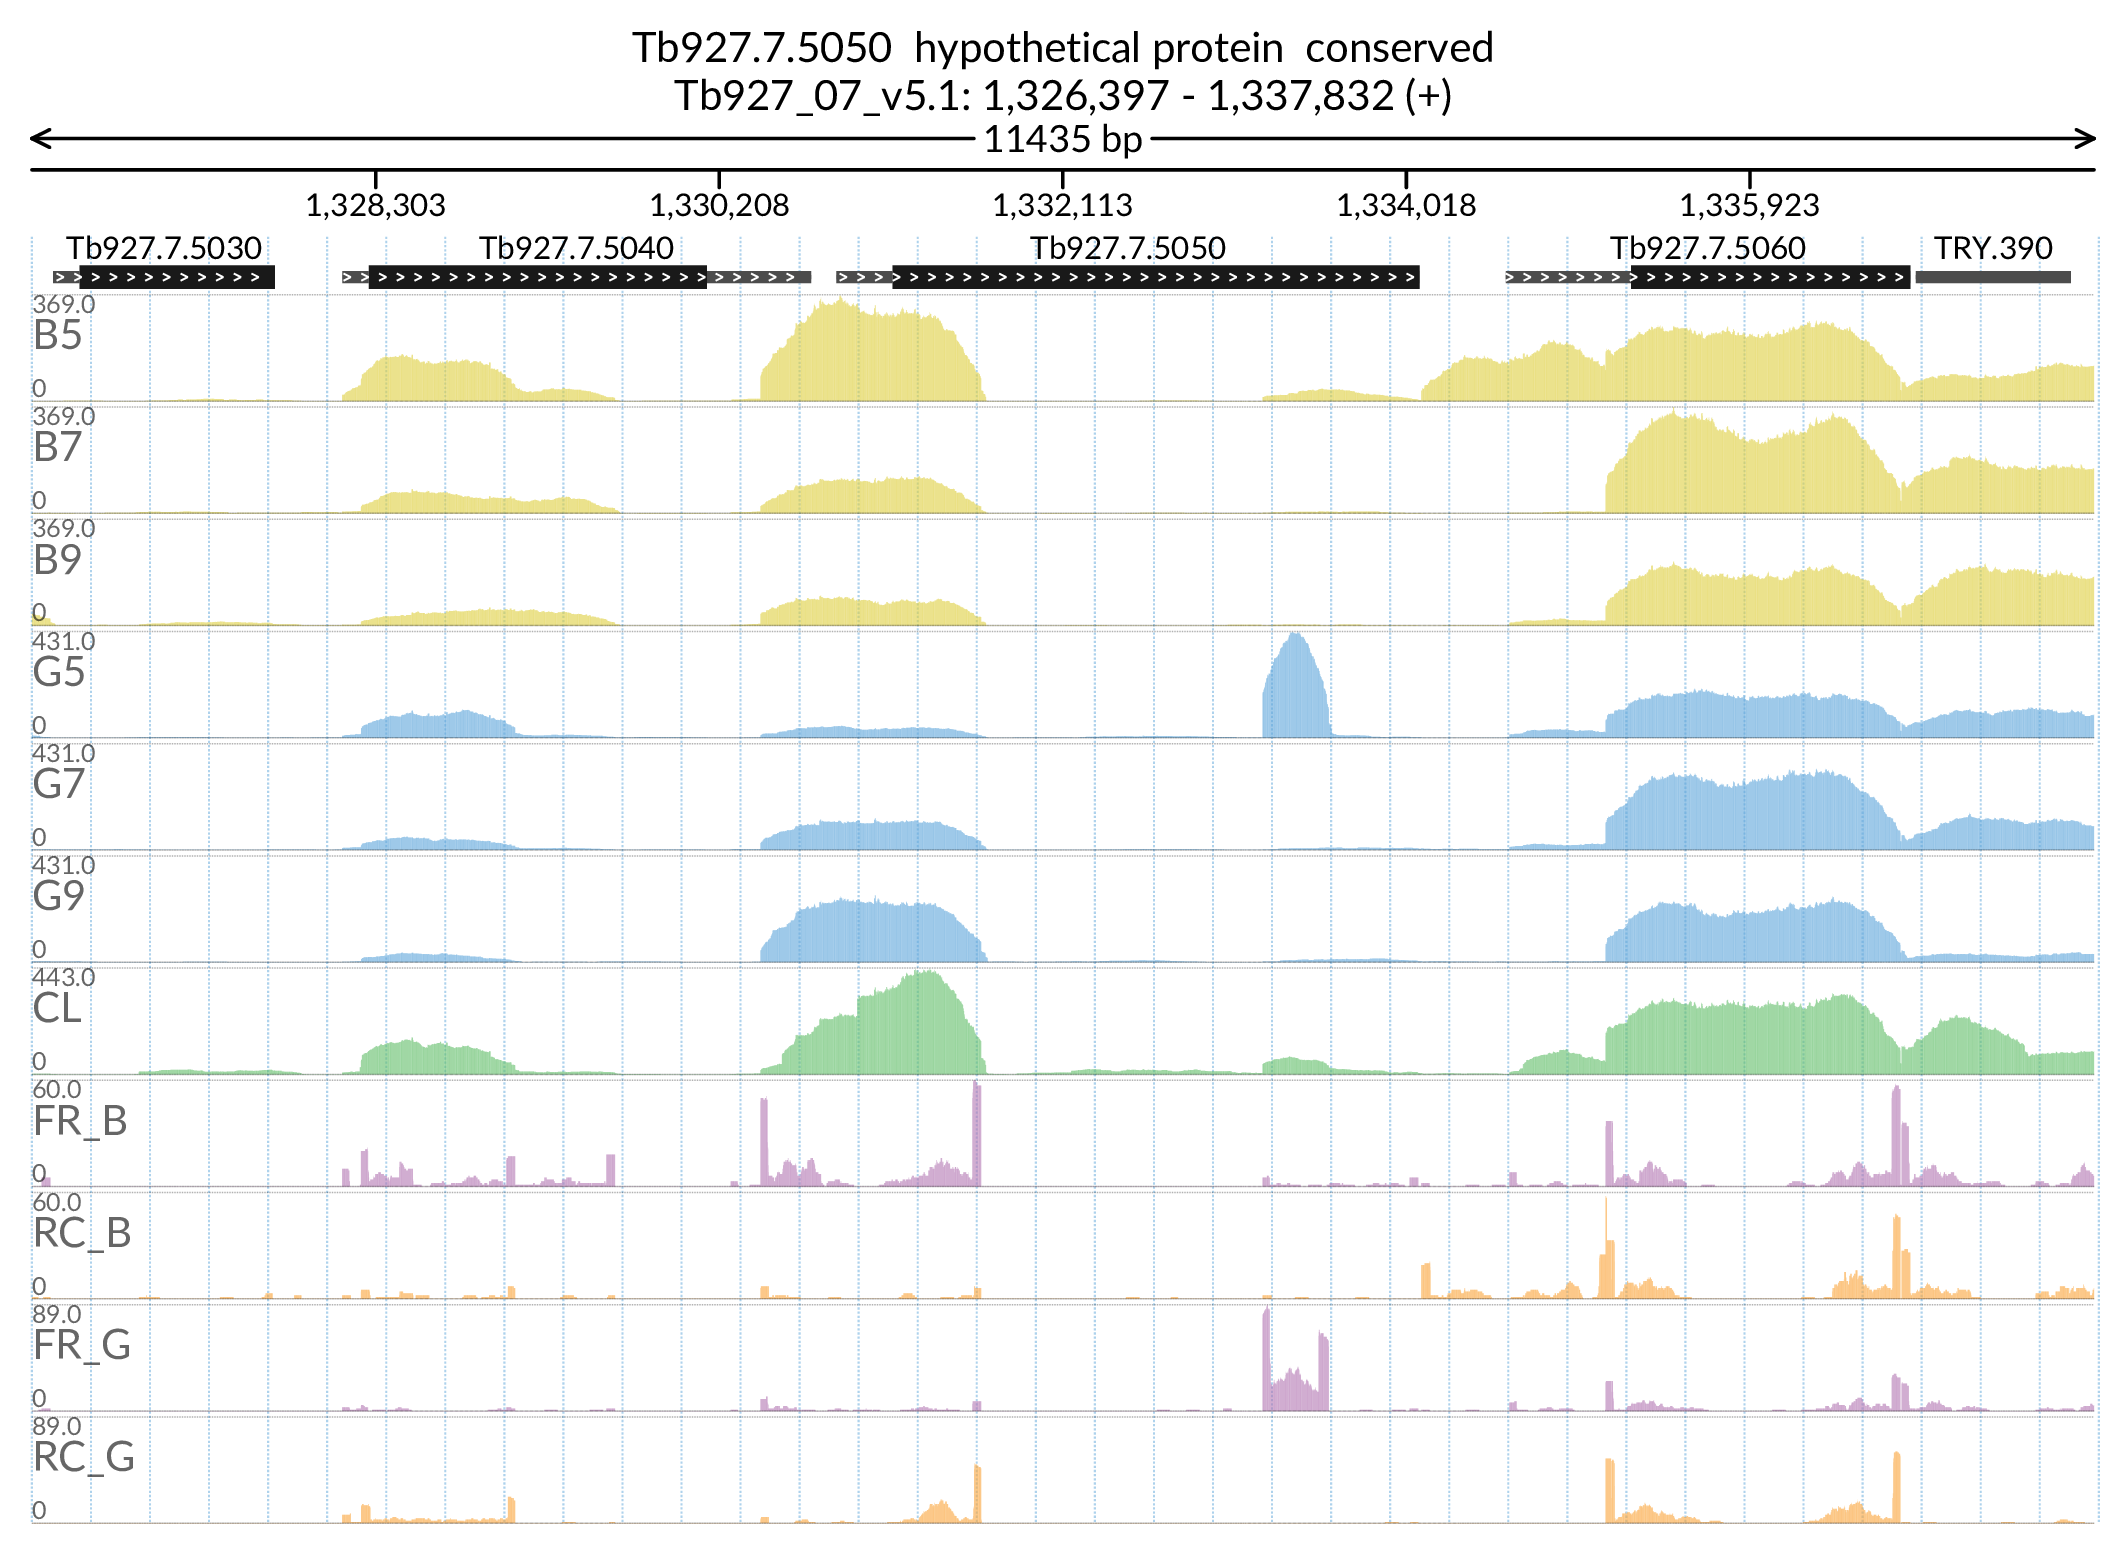 Tb927.7.5050 hypothetical protein conserved
Tb927_07_v5.1: 1,326,397 - 1,337,832 (+)
11435 bp
1,328,303 1,330,208 1,332,113 1,334,018 1,335,923
Tb927.7.5030 Tb927.7.5040 Tb927.7.5050 Tb927.7.5060 TRY.390
369.0
B5
0
369.0
B7
0
369.0
B9
0
431.0
G5
0
431.0
G7
0
431.0
G9
0
443.0
CL
0
60.0
FR_B
0
60.0
RC_B
0
89.0
FR_G
0
89.0
RC_G
0